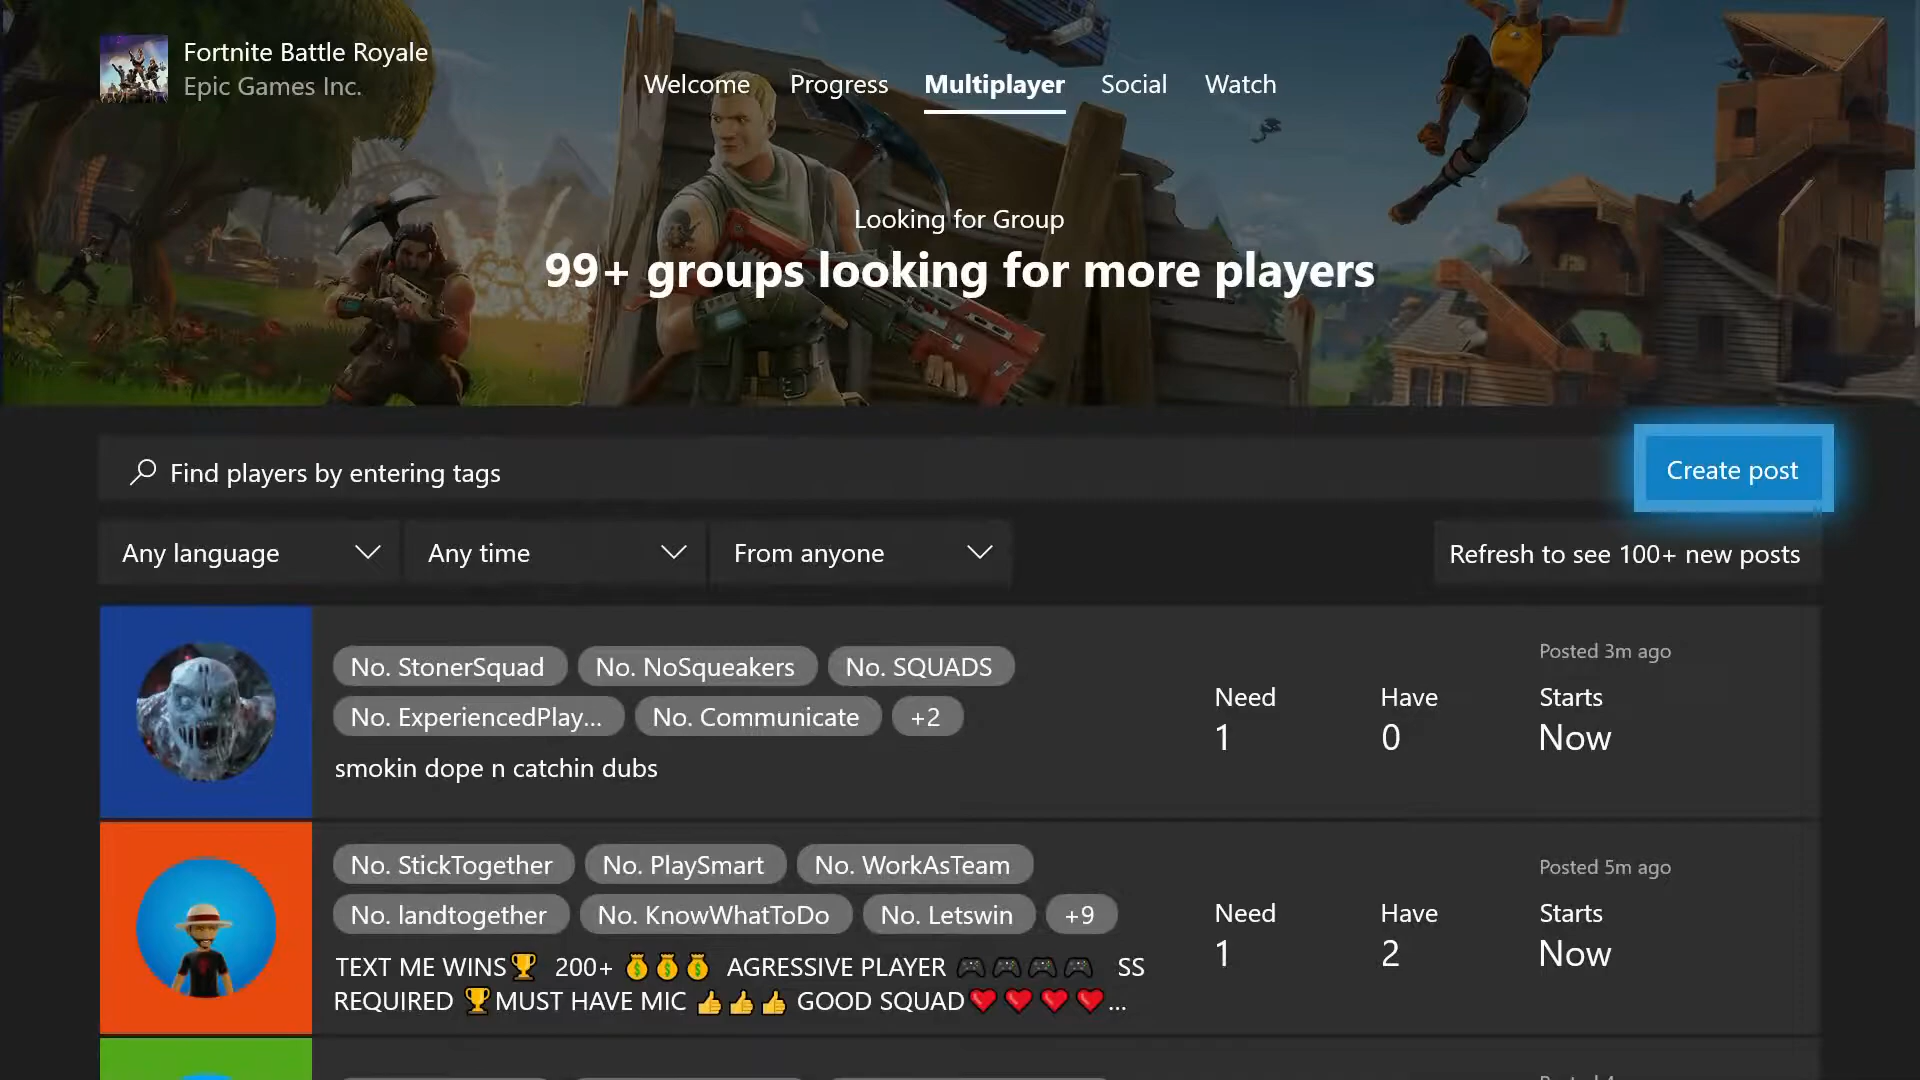 Fortnite Battle Royale
Epic Games Inc.
Welcome Progress Multiplayer Social Watch
Looking for Group
99+ groups looking for more players
Find players by entering tags
Create post
Any language Any time From anyone
Refresh to see 100+ new posts
No. StonerSquad No. NoSqueakers No. SQUADS
No. ExperiencedPlay... No. Communicate +2
smokin dope n catchin dubs
Need Have Starts
1 0 Now
Posted 3m ago
No. StickTogether No. PlaySmart No. WorkAsTeam
No. landtogether No. KnowWhatToDo No. Letswin +9
TEXT ME WINS🏆 200+ 💰💰💰 AGRESSIVE PLAYER 🎮🎮🎮🎮 SS
REQUIRED 🏆MUST HAVE MIC 👍👍👍 GOOD SQUAD❤️❤️❤️❤️...
Need Have Starts
1 2 Now
Posted 5m ago